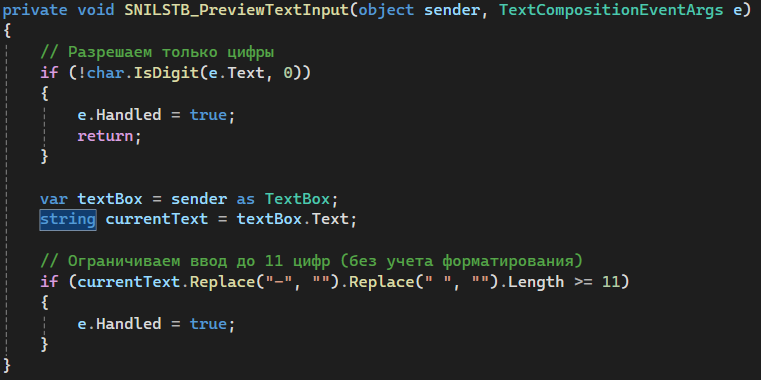 private void SNILSTB_PreviewTextInput(object sender, TextCompositionEventArgs e)
{
    // Разрешаем только цифры
    if (!char.IsDigit(e.Text, 0))
    {
        e.Handled = true;
        return;
    }

    var textBox = sender as TextBox;
    string currentText = textBox.Text;

    // Ограничиваем ввод до 11 цифр (без учета форматирования)
    if (currentText.Replace("-", "").Replace(" ", "").Length >= 11)
    {
        e.Handled = true;
    }
}